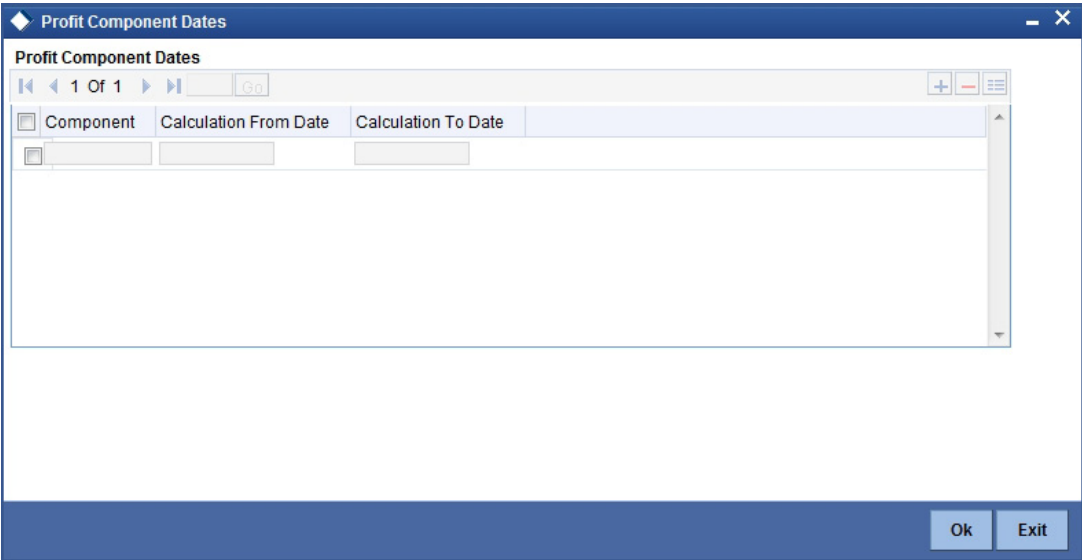 Profit Component Dates
Profit Component Dates
1 Of 1 Go
Component Calculation From Date Calculation To Date
Ok Exit